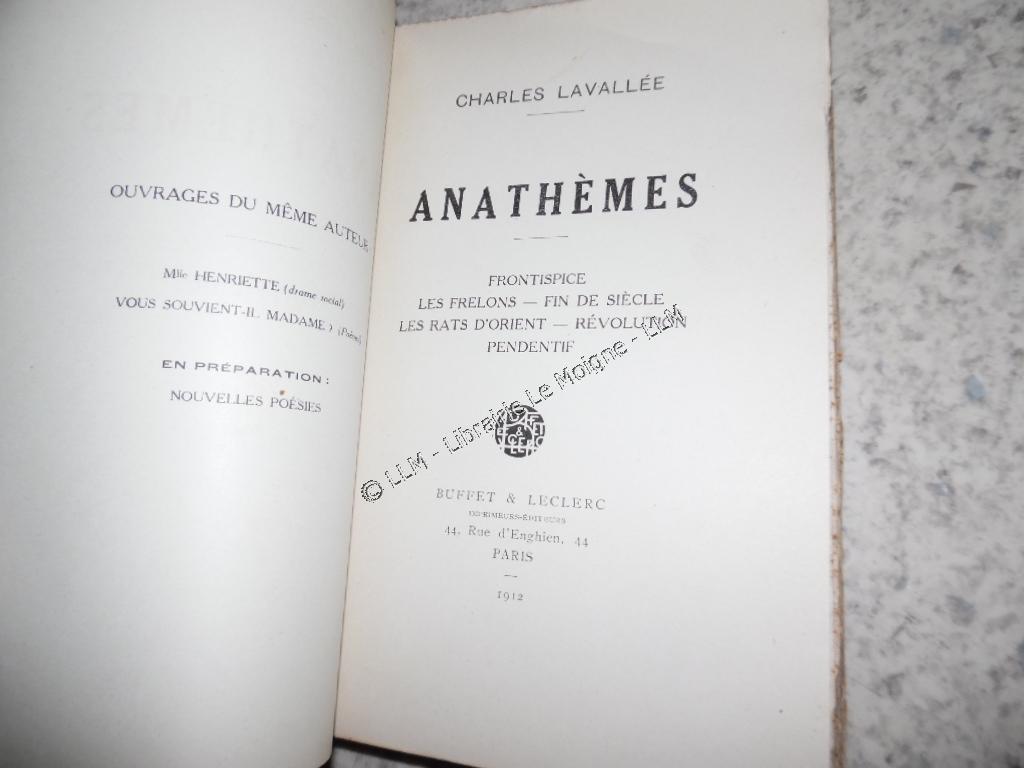 OUVRAGES DU MÊME AUTEUR
Mlle HENRIETTE (drame social)
VOUS SOUVIENT-IL MADAME ? (Poème)
EN PRÉPARATION :
NOUVELLES POÉSIES
CHARLES LAVALLÉE
ANATHÈMES
FRONTISPICE
LES FRELONS — FIN DE SIÈCLE
LES RATS D'ORIENT — RÉVOLUTION
PENDENTIF
BUFFET & LECLERC
IMPRIMEURS-ÉDITEURS
44, Rue d'Enghien, 44
PARIS
1912
© LLM - Librairis Le Moigne - LLM